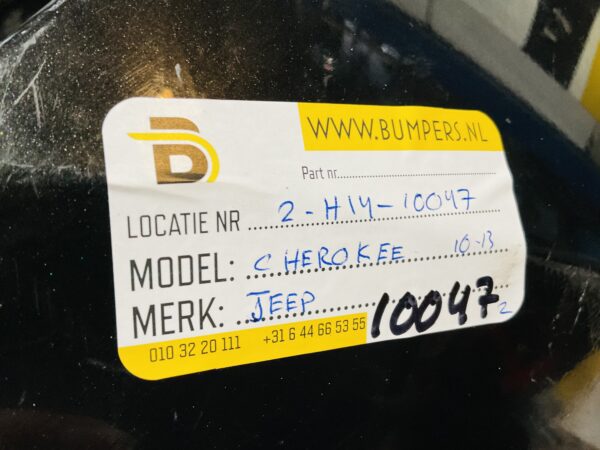 B
WWW.BUMPERS.NL
Part nr.
LOCATIE NR 2-H14-10047
MODEL: CHEROKEE 10-13
MERK: JEEP
10047 2
010 32 20 111 +31 6 44 66 53 55